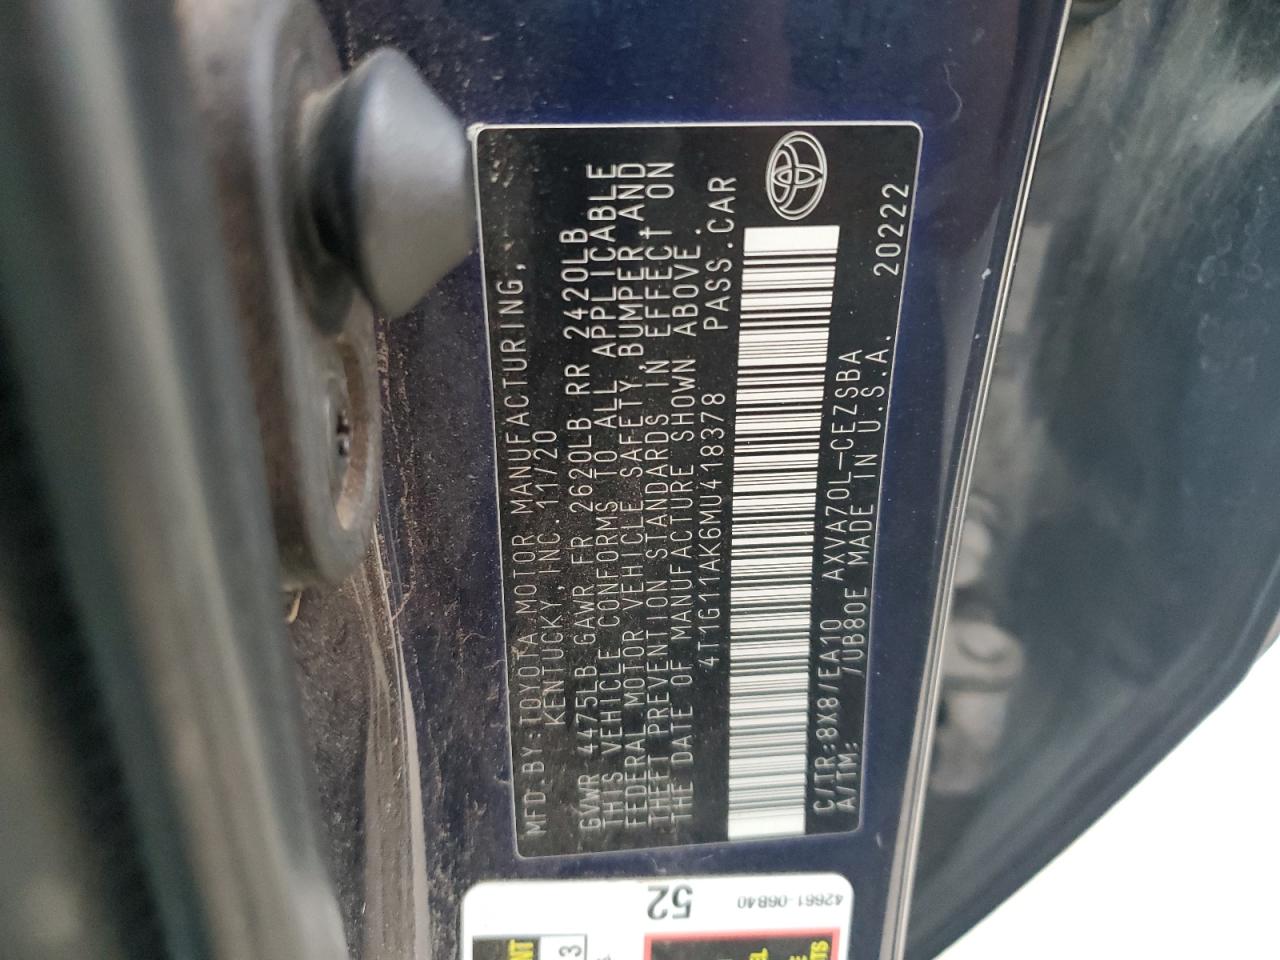 MFD.BY:TOYOTA MOTOR MANUFACTURING,
KENTUCKY, INC. 11/20
GVWR 4475LB GAWR FR 2620LB RR 2420LB
THIS VEHICLE CONFORMS TO ALL APPLICABLE
FEDERAL MOTOR VEHICLE SAFETY, BUMPER, AND
THEFT PREVENTION STANDARDS IN EFFECT ON
THE DATE OF MANUFACTURE SHOWN ABOVE.
4T1G11AK6MU418378 PASS.CAR
C/TR:8X8/EA10 AXVA70L-CEZSBA
A/TM: /UB80E MADE IN U.S.A.
20222
52
42661-06B40
3